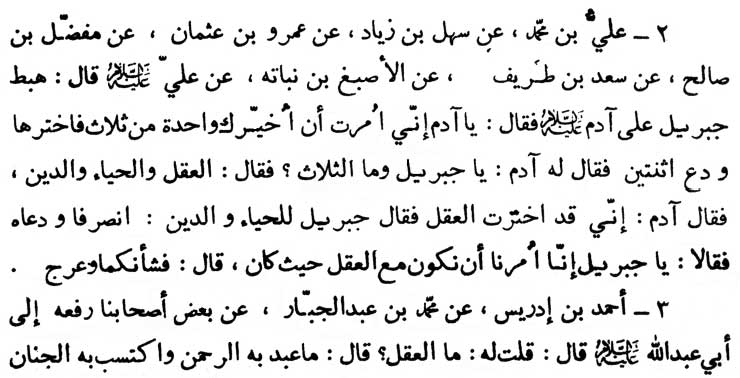 ٢ ـ عليُّ بن محمّد ، عن سهل بن زياد ، عن عمرو بن عثمان ، عن مفضّل بن
صالح ، عن سعد بن طريف ، عن الأصبغ بن نباته ، عن عليّ عليه السلام قال : هبط
جبرئيل على آدم عليه السلام فقال : يا آدم إنّي اُمرت أن اُخيّرك واحدة من ثلاث فاخترها
و دع اثنتين فقال له آدم : يا جبرئيل وما الثلاث ؟ فقال : العقل والحياء والدين ،
فقال آدم : إنّي قد اخترت العقل فقال جبرئيل للحياء و الدين : انصرفا و دعاه
فقالا : يا جبرئيل إنّا اُمرنا أن نكون مع العقل حيث كان ، قال : فشأنكما وعرج .
٣ ـ أحمد بن إدريس ، عن محمّد بن عبدالجبّار ، عن بعض أصحابنا رفعه إلى
أبي عبدالله عليه السلام قال : قلت له : ما العقل؟ قال : ما عبد به الرحمن واكتسب به الجنان